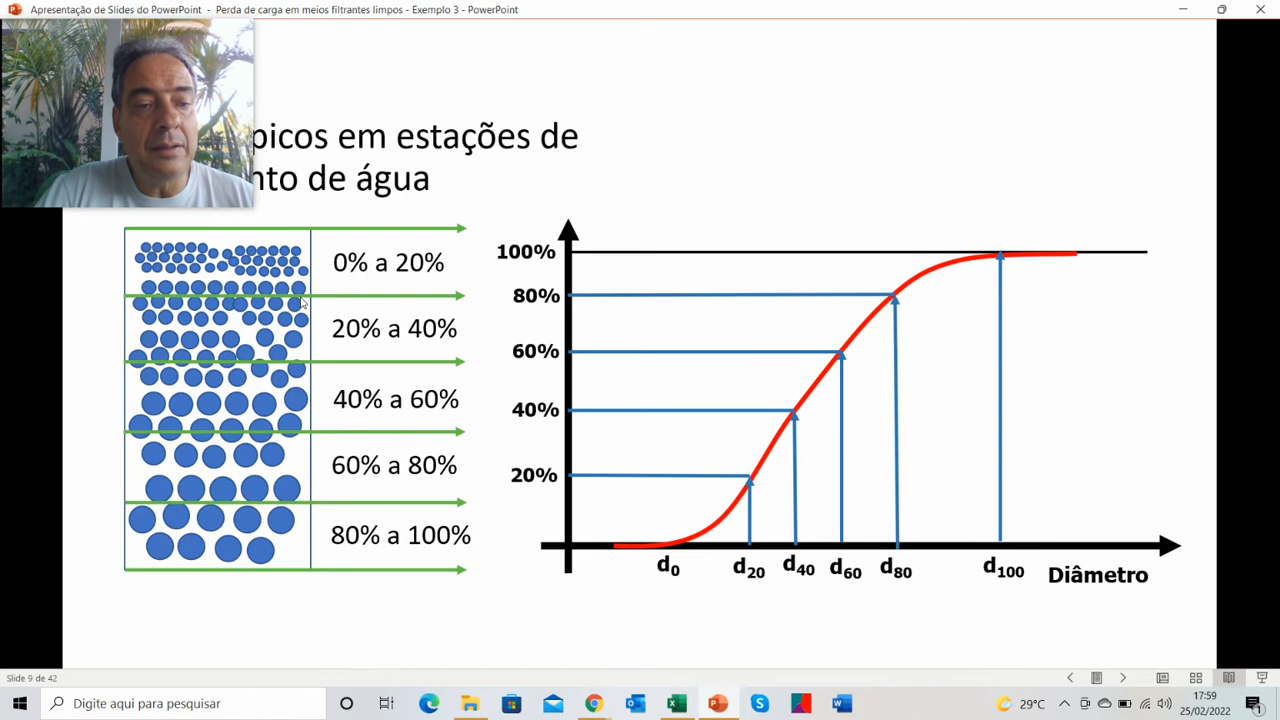 Apresentação de Slides do PowerPoint - Perda de carga em meios filtrantes limpos - Exemplo 3 - PowerPoint
picos em estações de
nto de água
0% a 20%
20% a 40%
40% a 60%
60% a 80%
80% a 100%
100%
80%
60%
40%
20%
d0 d20 d40 d60 d80 d100
Diâmetro
Slide 9 de 42
Digite aqui para pesquisar
29°C
17:59
25/02/2022
1